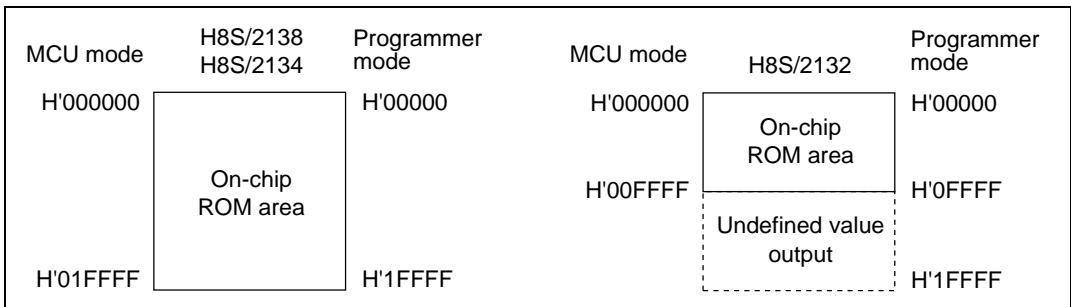 MCU mode
H8S/2138
H8S/2134
Programmer
mode
H'000000
H'00000
On-chip
ROM area
H'01FFFF
H'1FFFF
MCU mode
H8S/2132
Programmer
mode
H'000000
H'00000
On-chip
ROM area
H'00FFFF
H'0FFFF
Undefined value
output
H'1FFFF